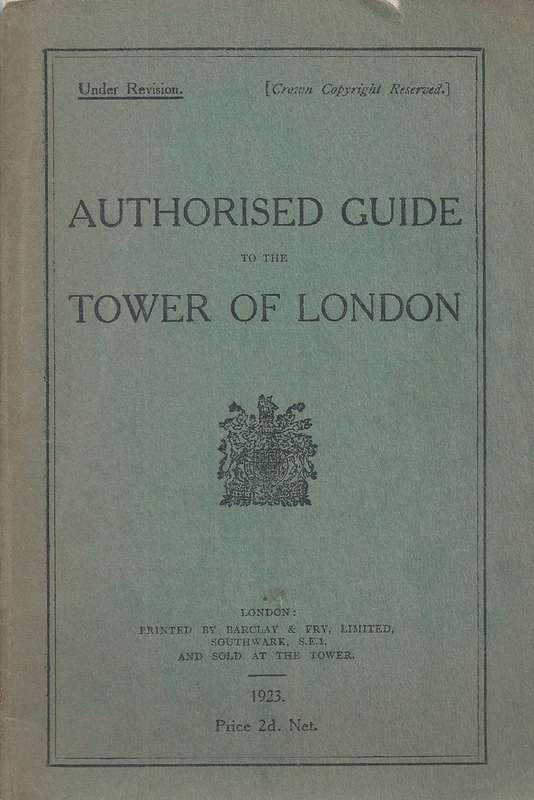 Under Revision. [Crown Copyright Reserved.]
AUTHORISED GUIDE
TO THE
TOWER OF LONDON
LONDON:
PRINTED BY BARCLAY & FRY, LIMITED,
SOUTHWARK, S.E.1,
AND SOLD AT THE TOWER.
1923.
Price 2d. Net.